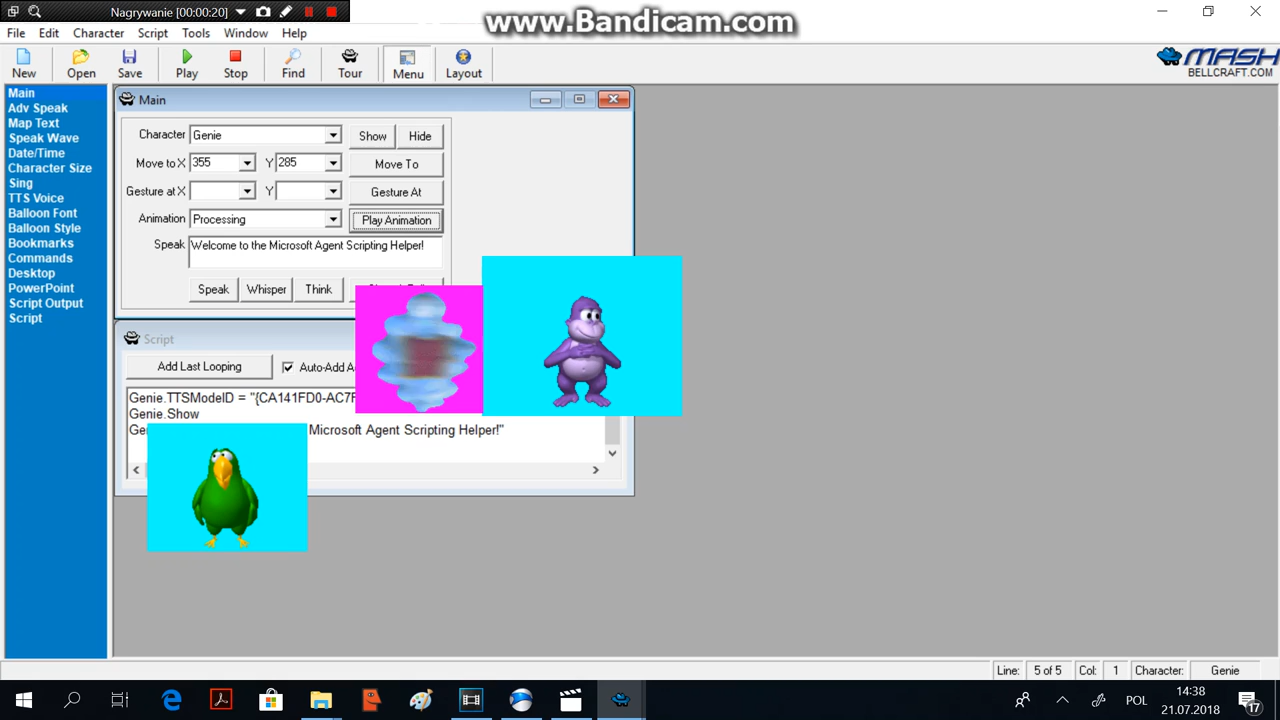 Nagrywanie [00:00:20]
www.Bandicam.com
File Edit Character Script Tools Window Help
New Open Save Play Stop Find Tour Menu Layout
MASH
BELLCRAFT.COM
Main
Adv Speak
Map Text
Speak Wave
Date/Time
Character Size
Sing
TTS Voice
Balloon Font
Balloon Style
Bookmarks
Commands
Desktop
PowerPoint
Script Output
Script
Main
Character Genie Show Hide
Move to X 355 Y 285 Move To
Gesture at X Y Gesture At
Animation Processing Play Animation
Speak Welcome to the Microsoft Agent Scripting Helper!
Speak Whisper Think
Script
Add Last Looping Auto-Add A
Genie.TTSModeID = "{CA141FD0-AC7F
Genie.Show
Ge Microsoft Agent Scripting Helper!"
Line: 5 of 5 Col: 1 Character: Genie
POL
14:38
21.07.2018
17